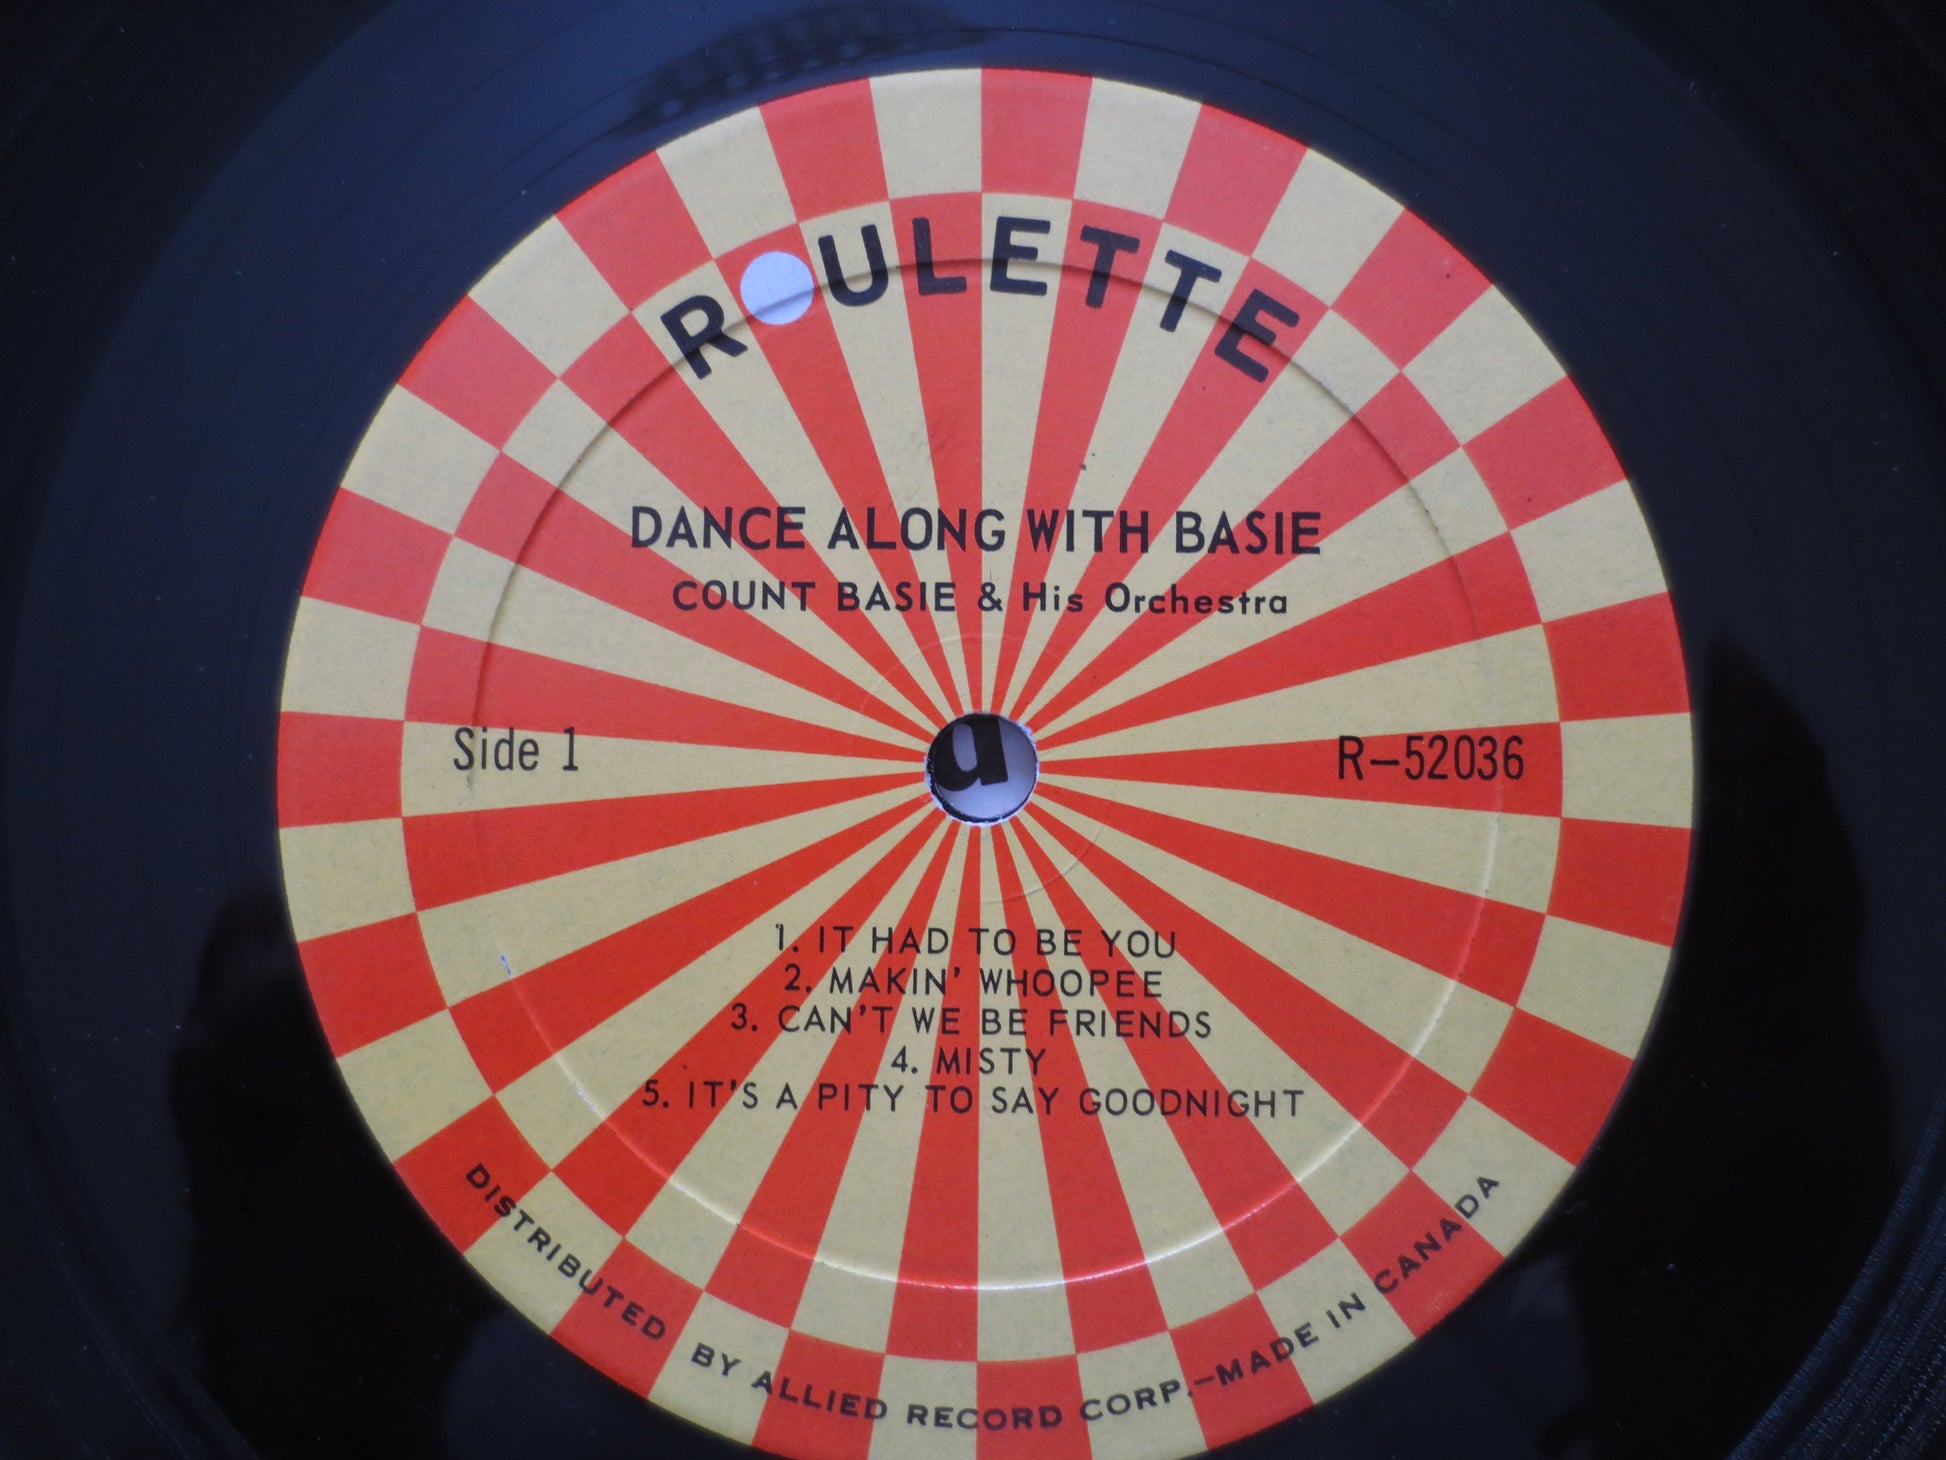 ROULETTE
DANCE ALONG WITH BASIE
COUNT BASIE & His Orchestra
Side 1
R-52036
1. IT HAD TO BE YOU
2. MAKIN' WHOOPEE
3. CAN'T WE BE FRIENDS
4. MISTY
5. IT'S A PITY TO SAY GOODNIGHT
DISTRIBUTED BY ALLIED RECORD CORP.—MADE IN CANADA